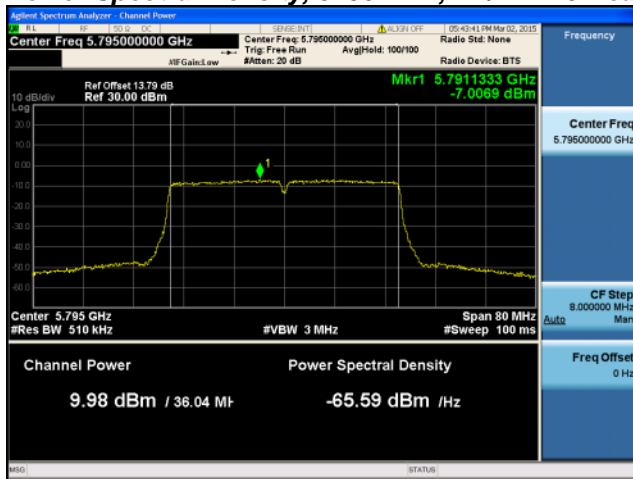 Agilent Spectrum Analyzer - Channel Power
RL RF 50 Ω DC SENSE:INT ALIGN OFF 05:43:41 PM Mar 02, 2015
Center Freq 5.795000000 GHz
Center Freq: 5.795000000 GHz
Radio Std: None
Trig: Free Run Avg|Hold: 100/100
#IFGain:Low #Atten: 20 dB
Radio Device: BTS
Frequency
Mkr1 5.7911333 GHz
-7.0069 dBm
Ref Offset 13.79 dB
10 dB/div Ref 30.00 dBm
Log
20.0
10.0
0.00
-10.0
-20.0
-30.0
-40.0
-50.0
-60.0
1
Center Freq
5.795000000 GHz
Center 5.795 GHz Span 80 MHz
#Res BW 510 kHz #VBW 3 MHz #Sweep 100 ms
CF Step
8.000000 MHz
Auto Man
Channel Power Power Spectral Density
9.98 dBm / 36.04 MH -65.59 dBm /Hz
Freq Offset
0 Hz
MSG STATUS